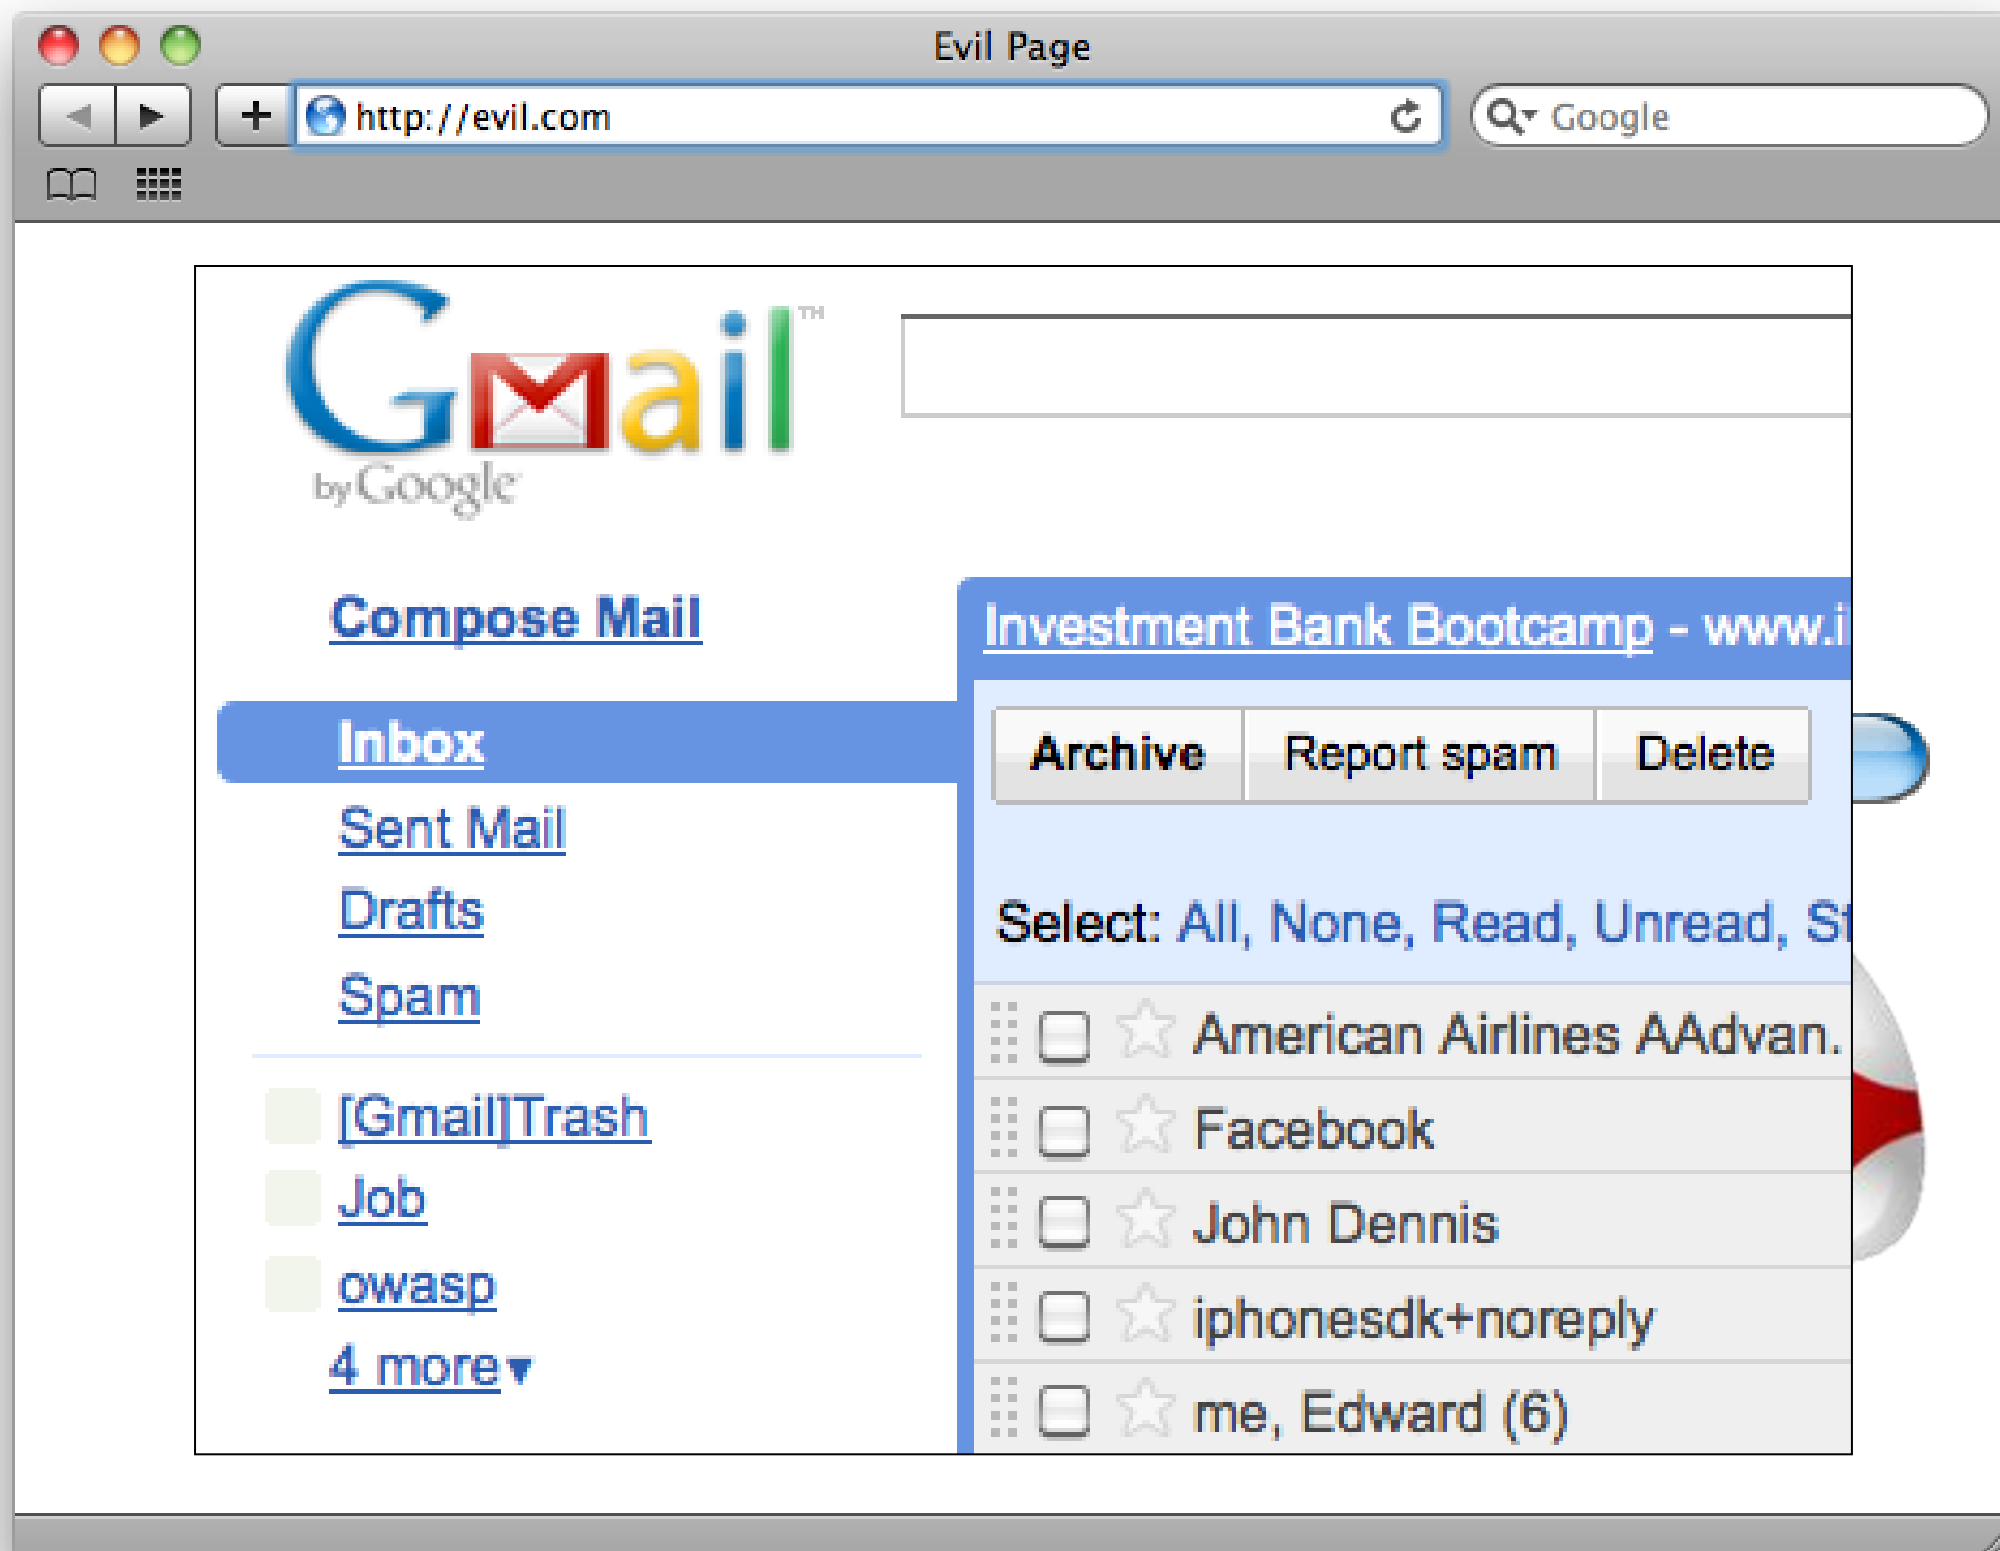 Evil Page
http://evil.com
Google
Gmail™
by Google
Compose Mail
Investment Bank Bootcamp - www.i
Inbox
Archive Report spam Delete
Sent Mail
Drafts
Select: All, None, Read, Unread, St
Spam
American Airlines AAdvan.
[Gmail]Trash
Facebook
Job
John Dennis
owasp
iphonesdk+noreply
4 more▼
me, Edward (6)